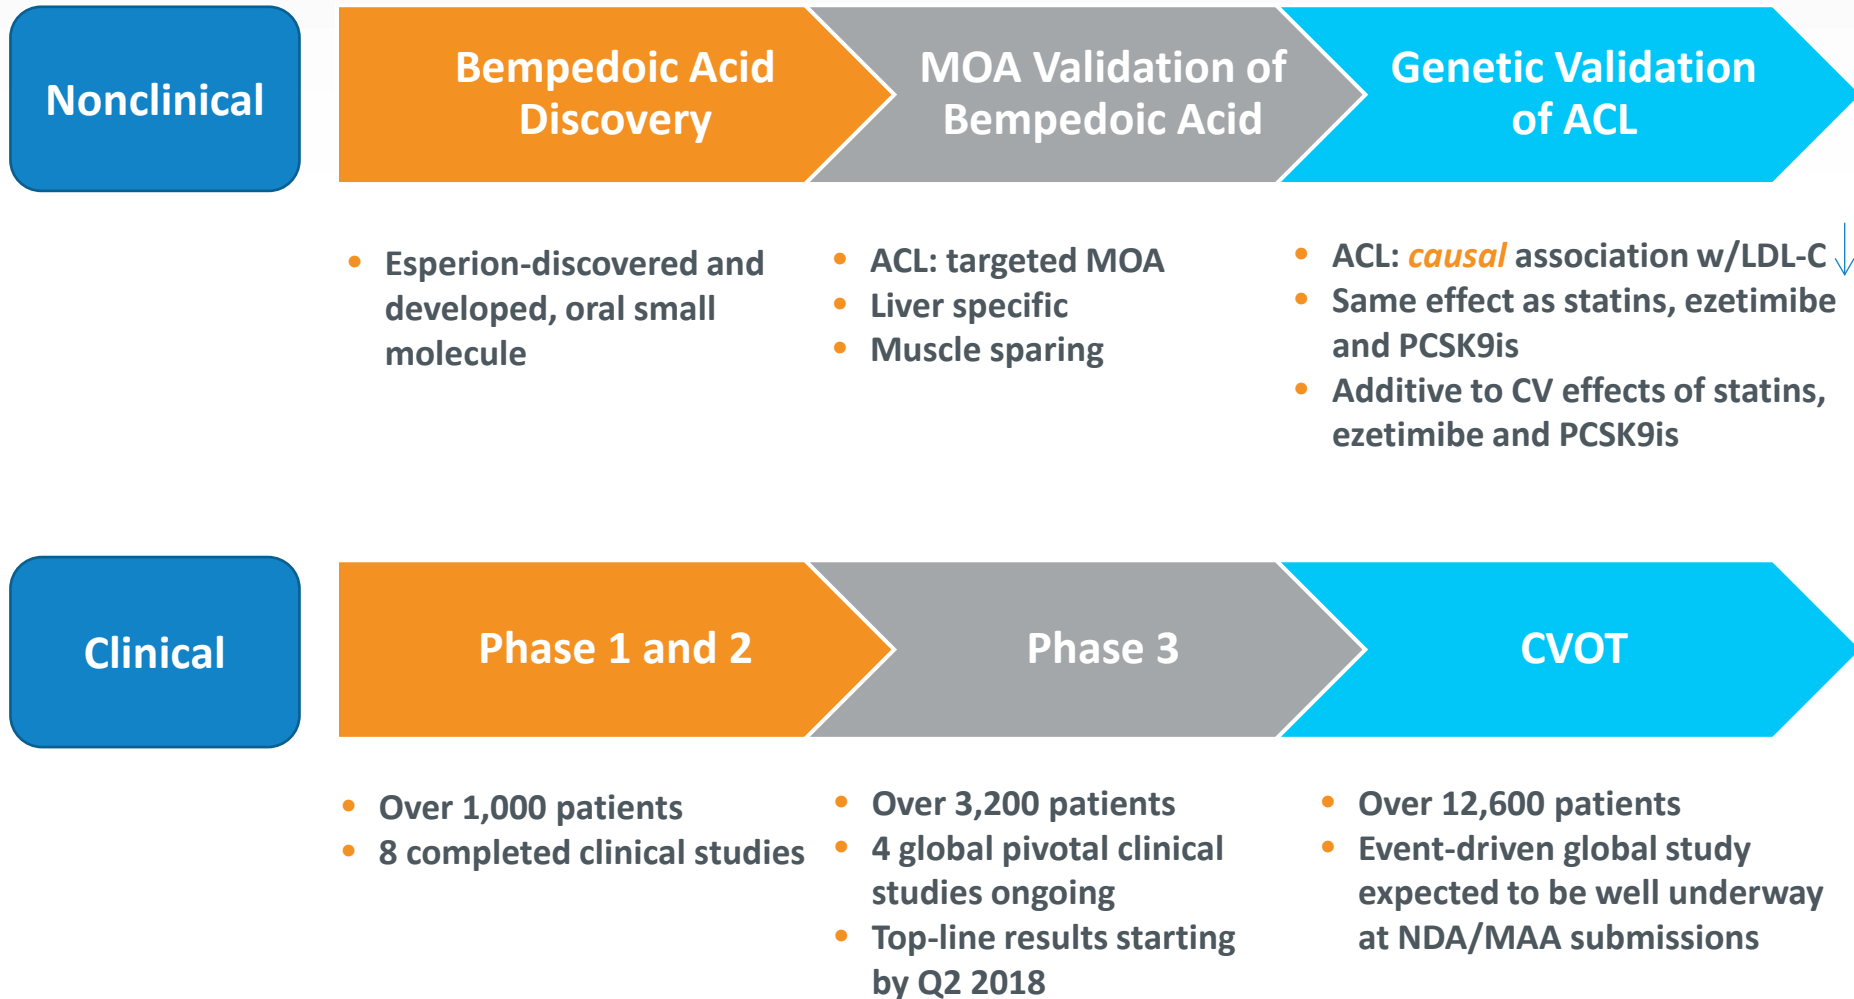 Nonclinical
Bempedoic Acid
Discovery
MOA Validation of
Bempedoic Acid
Genetic Validation
of ACL
• Esperion-discovered and
developed, oral small
molecule
• ACL: targeted MOA
• Liver specific
• Muscle sparing
• ACL: causal association w/LDL-C ↓
• Same effect as statins, ezetimibe
and PCSK9is
• Additive to CV effects of statins,
ezetimibe and PCSK9is
Clinical
Phase 1 and 2
Phase 3
CVOT
• Over 1,000 patients
• 8 completed clinical studies
• Over 3,200 patients
• 4 global pivotal clinical
studies ongoing
• Top-line results starting
by Q2 2018
• Over 12,600 patients
• Event-driven global study
expected to be well underway
at NDA/MAA submissions